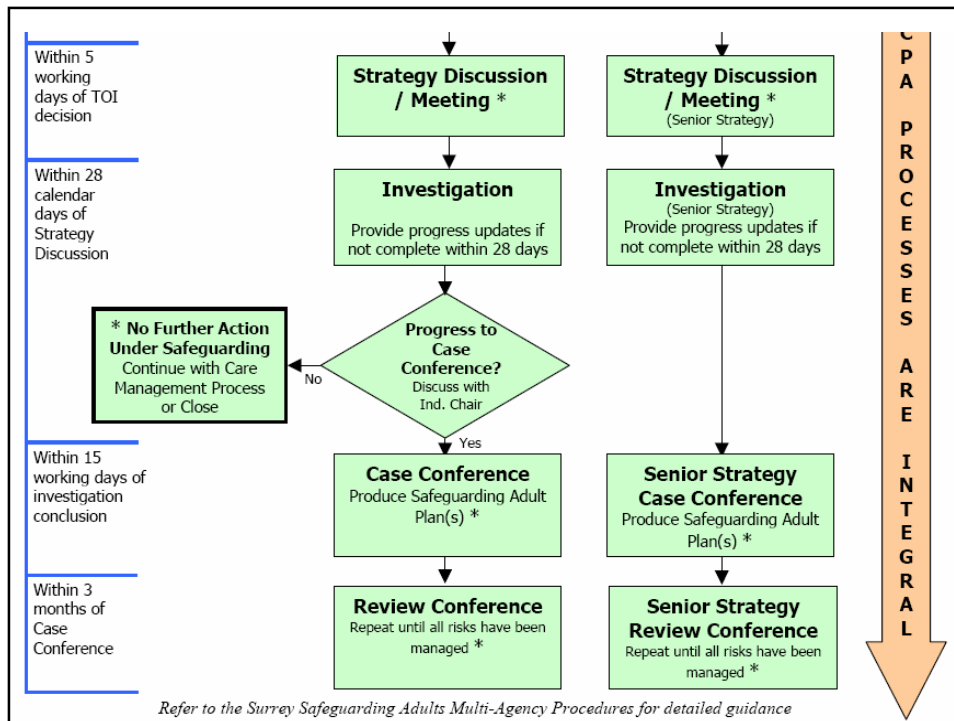 Within 5
working
days of TOI
decision
Strategy Discussion
/ Meeting *
Strategy Discussion
/ Meeting *
(Senior Strategy)
Within 28
calendar
days of
Strategy
Discussion
Investigation
Provide progress updates if
not complete within 28 days
Investigation
(Senior Strategy)
Provide progress updates if
not complete within 28 days
* No Further Action
Under Safeguarding
Continue with Care
Management Process
or Close
No
Progress to
Case
Conference?
Discuss with
Ind. Chair
Yes
Within 15
working days of
investigation
conclusion
Case Conference
Produce Safeguarding Adult
Plan(s) *
Senior Strategy
Case Conference
Produce Safeguarding Adult
Plan(s) *
Within 3
months of
Case
Conference
Review Conference
Repeat until all risks have been
managed *
Senior Strategy
Review Conference
Repeat until all risks have been
managed *
CPA PROCESSES ARE INTEGRAL
Refer to the Surrey Safeguarding Adults Multi-Agency Procedures for detailed guidance